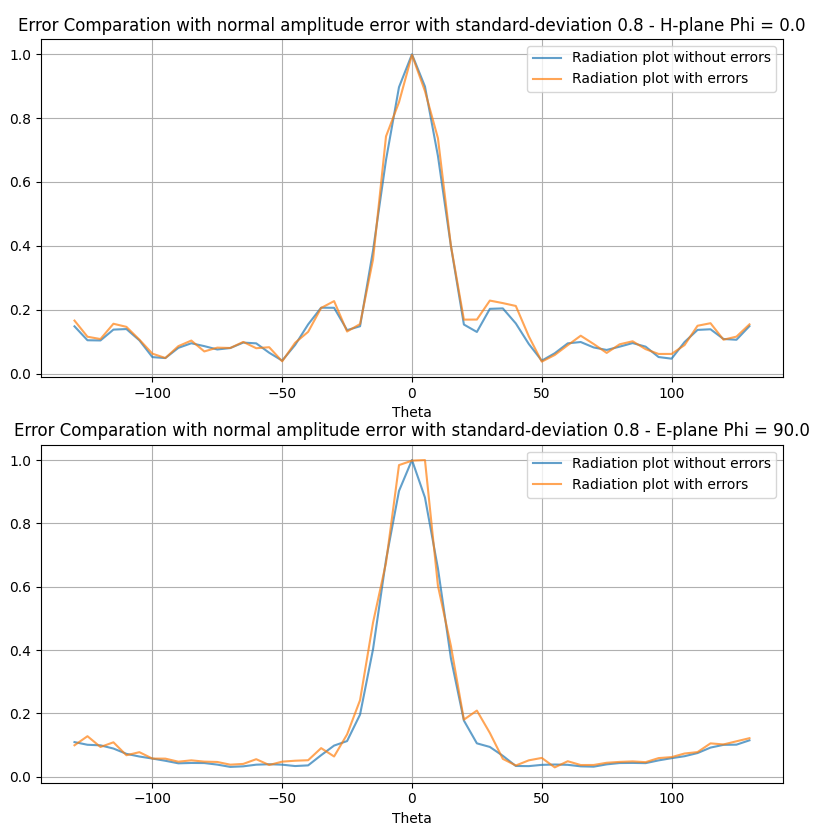 Error Comparation with normal amplitude error with standard-deviation 0.8 - H-plane Phi = 0.0
Radiation plot without errors
Radiation plot with errors
1.0
0.8
0.6
0.4
0.2
0.0
−100
−50
0
50
100
Theta
Error Comparation with normal amplitude error with standard-deviation 0.8 - E-plane Phi = 90.0
Radiation plot without errors
Radiation plot with errors
1.0
0.8
0.6
0.4
0.2
0.0
−100
−50
0
50
100
Theta